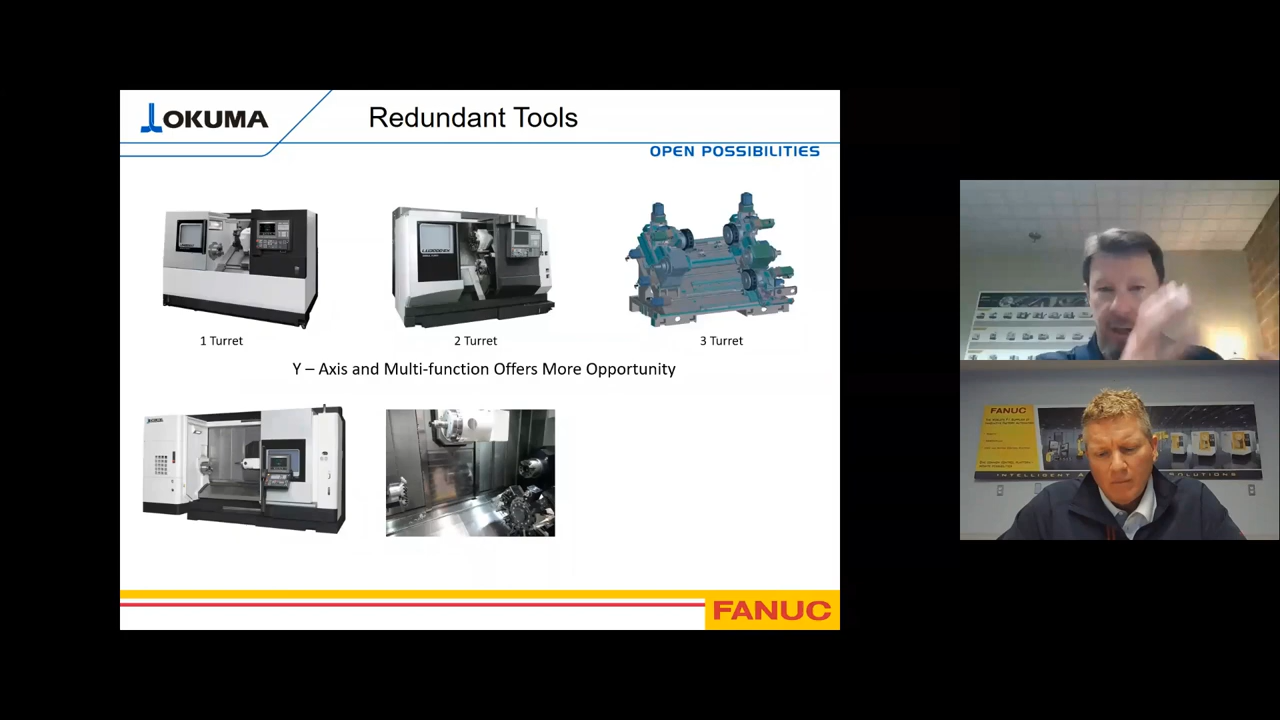 OKUMA
Redundant Tools
OPEN POSSIBILITIES
1 Turret
2 Turret
3 Turret
Y – Axis and Multi-function Offers More Opportunity
FANUC
FANUC